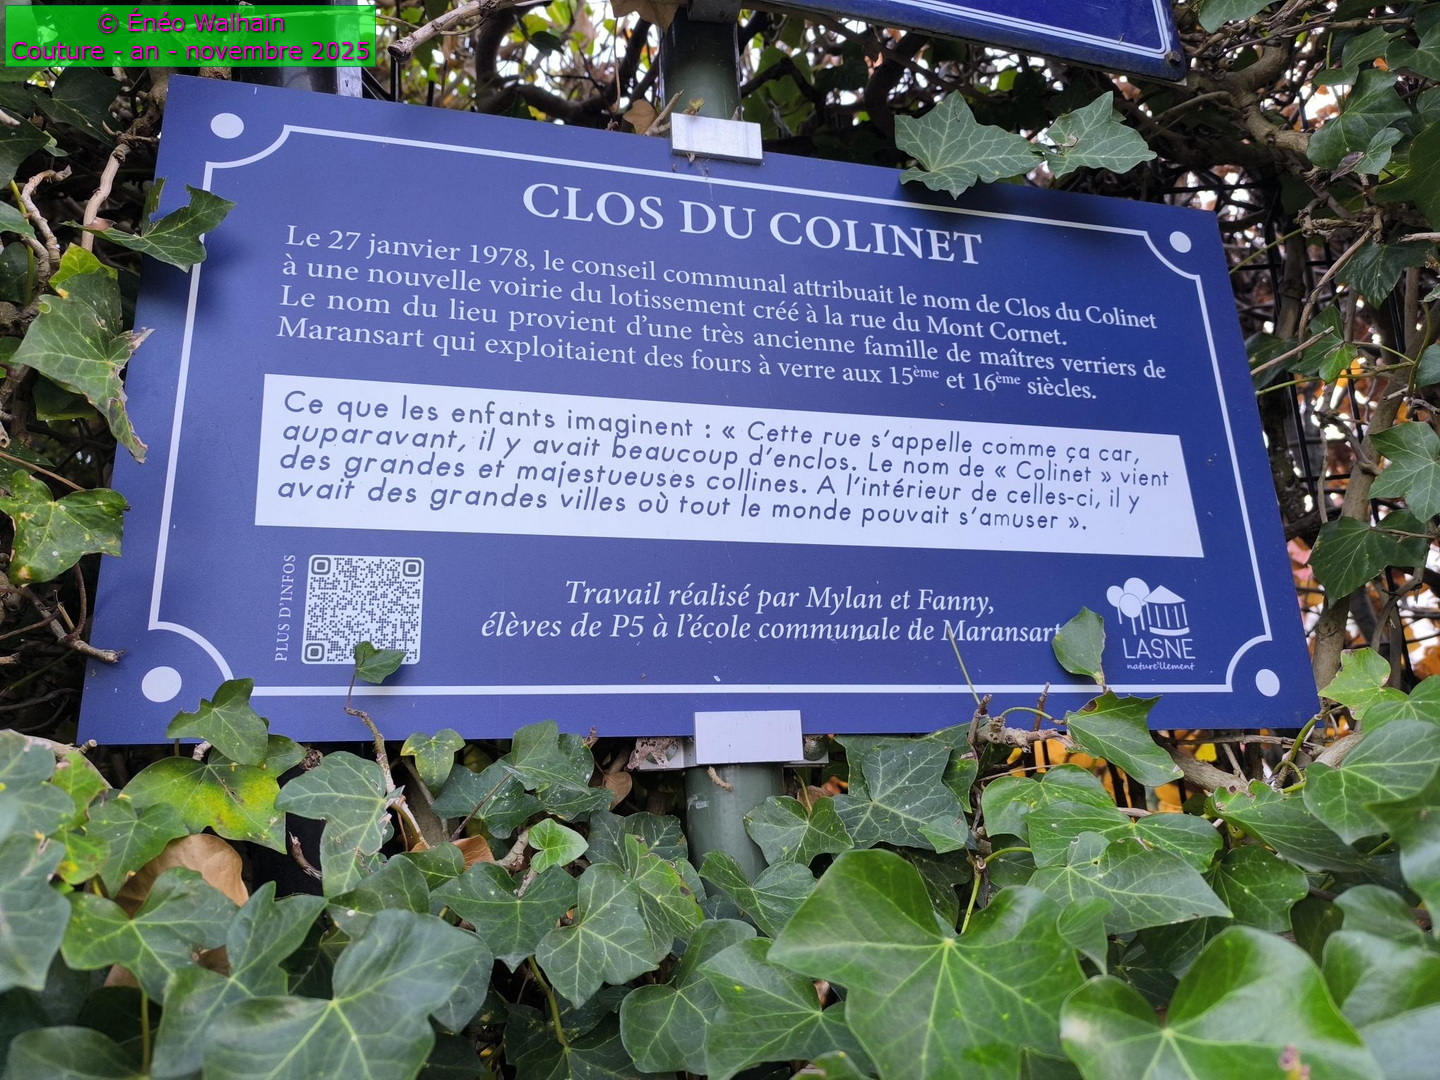 © Énéo Walhain
Couture - an - novembre 2025
CLOS DU COLINET
Le 27 janvier 1978, le conseil communal attribuait le nom de Clos du Colinet
à une nouvelle voirie du lotissement créé à la rue du Mont Cornet.
Le nom du lieu provient d'une très ancienne famille de maîtres verriers de
Maransart qui exploitaient des fours à verre aux 15ème et 16ème siècles.
Ce que les enfants imaginent : « Cette rue s'appelle comme ça car,
auparavant, il y avait beaucoup d'enclos. Le nom de « Colinet » vient
des grandes et majestueuses collines. A l'intérieur de celles-ci, il y
avait des grandes villes où tout le monde pouvait s'amuser ».
PLUS D'INFOS
Travail réalisé par Mylan et Fanny,
élèves de P5 à l'école communale de Maransart
LASNE
nature'llement